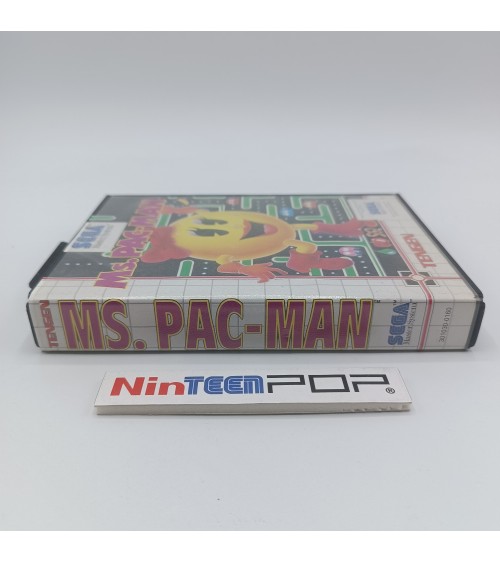 MS. PAC-MAN
SEGA
TENGEN
TENGEN
MS. PAC-MAN
SEGA
NinTEENPOP®